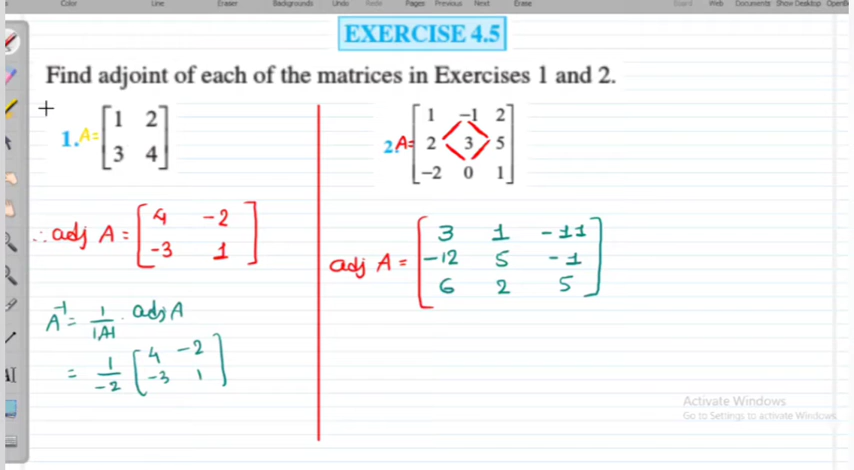 Color Line Eraser Backgrounds Undo Redo Pages Previous Next Erase Board Web Documents Show Desktop
EXERCISE 4.5
Find adjoint of each of the matrices in Exercises 1 and 2.
1. A= [1 2
3 4]
∴ adj A = [4 -2
-3 1]
A⁻¹ = 1/|A| . adj A
= 1/-2 [4 -2
-3 1]
2. A= [1 −1 2
2 3 5
−2 0 1]
adj A = [3 1 -11
-12 5 -1
6 2 5]
AI
Activate Windows
Go to Settings to activate Windows.